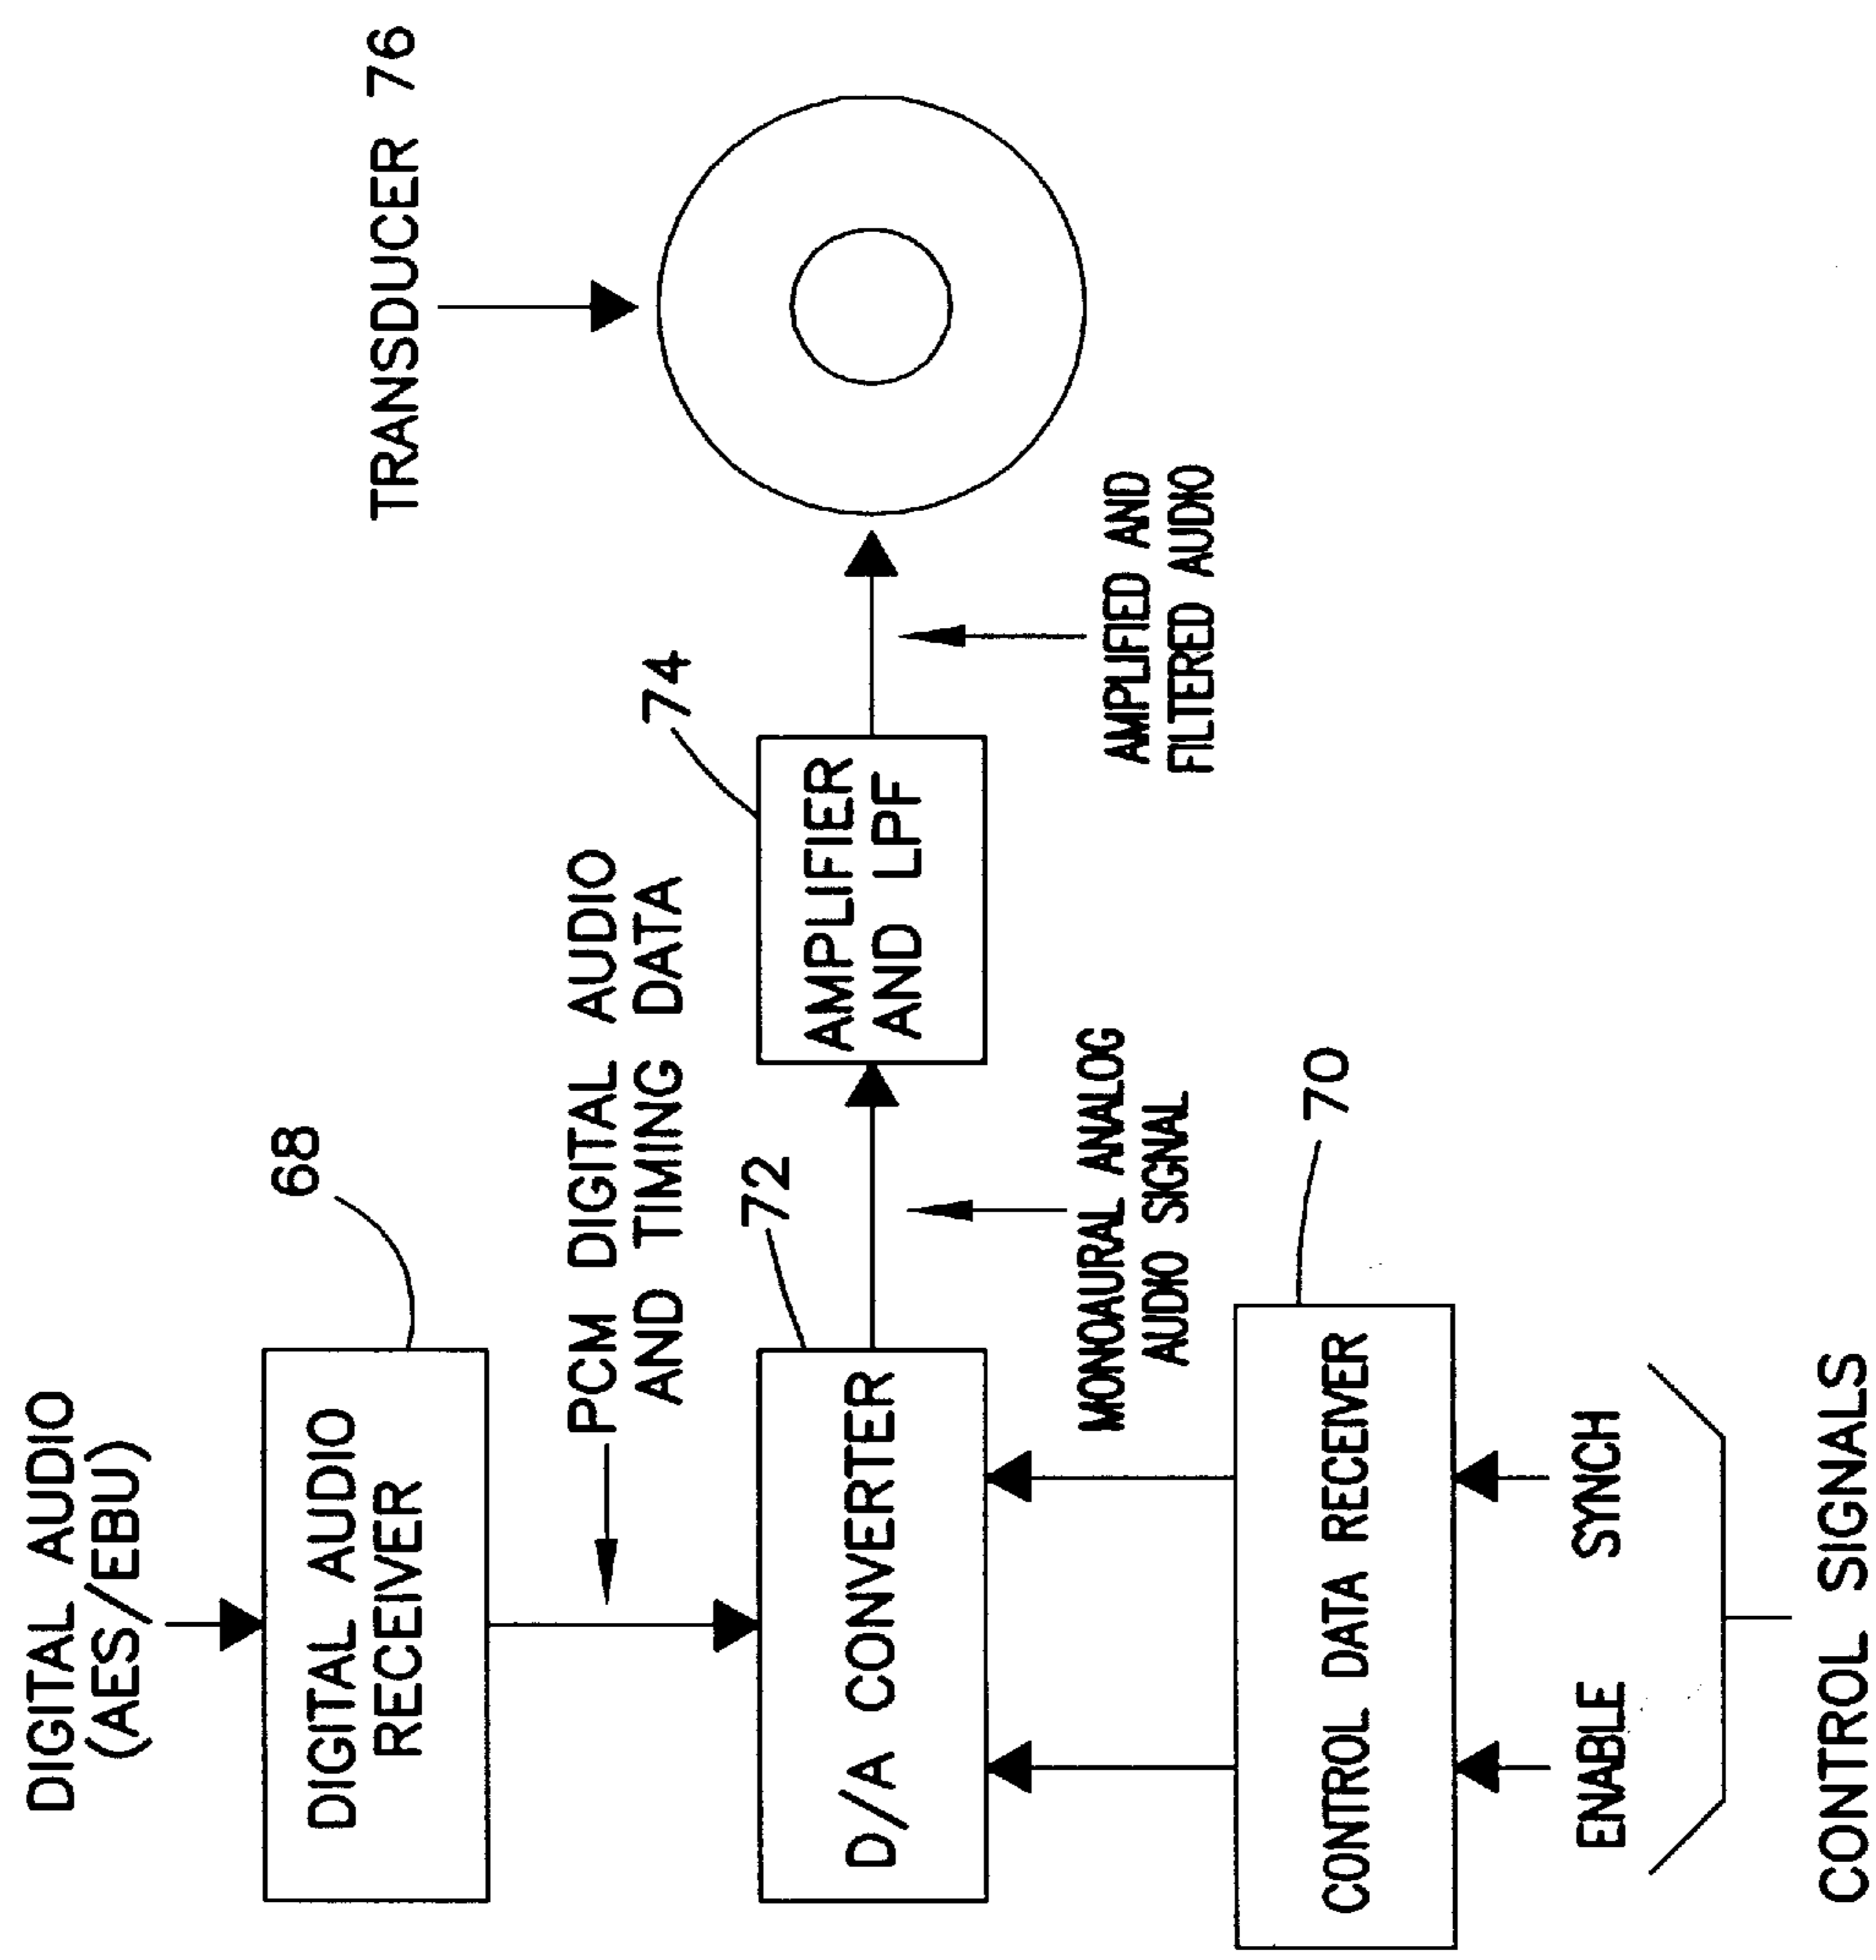 DIGITAL AUDIO
(AES/EBU)
68
DIGITAL AUDIO
RECEIVER
PCM DIGITAL AUDIO
AND TIMING DATA
TRANSDUCER 76
72
D/A CONVERTER
74
AMPLIFIER
AND LPF
MONOAURAL ANALOG
AUDIO SIGNAL
AMPLIFIED AND
FILTERED AUDIO
70
CONTROL DATA RECEIVER
ENABLE
SYNCH
CONTROL SIGNALS